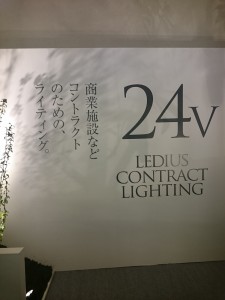 商業施設など
コントラクト
のための、
ライティング。
24V
LEDIUS
CONTRACT
LIGHTING